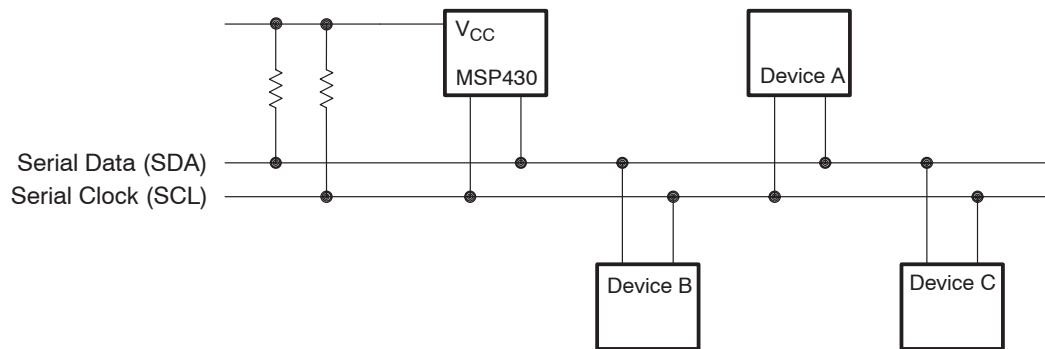 VCC
MSP430
Device A
Serial Data (SDA)
Serial Clock (SCL)
Device B
Device C